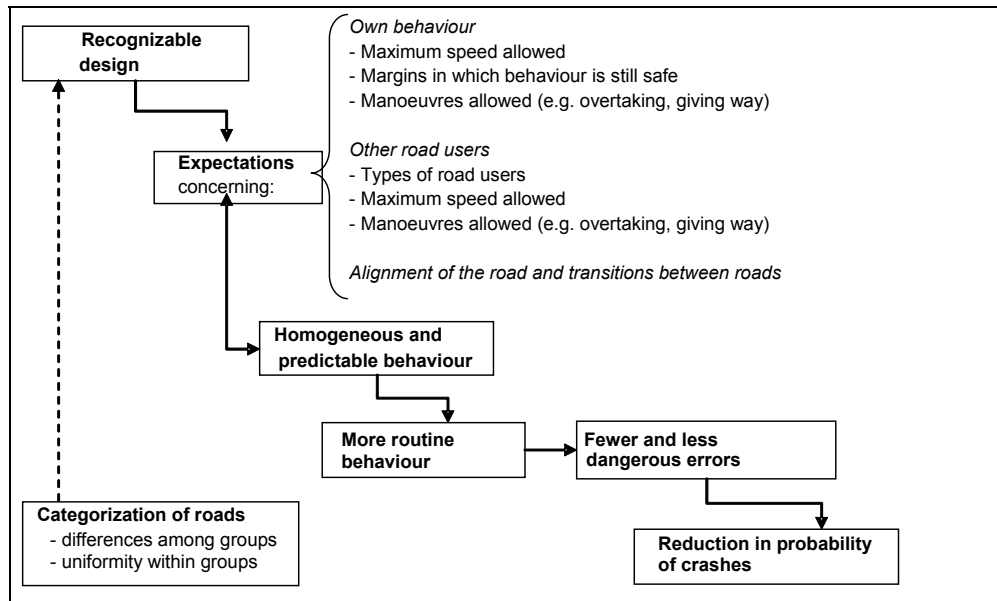 Recognizable
design
Expectations
concerning:
Own behaviour
- Maximum speed allowed
- Margins in which behaviour is still safe
- Manoeuvres allowed (e.g. overtaking, giving way)
Other road users
- Types of road users
- Maximum speed allowed
- Manoeuvres allowed (e.g. overtaking, giving way)
Alignment of the road and transitions between roads
Homogeneous and
predictable behaviour
More routine
behaviour
Fewer and less
dangerous errors
Categorization of roads
- differences among groups
- uniformity within groups
Reduction in probability
of crashes